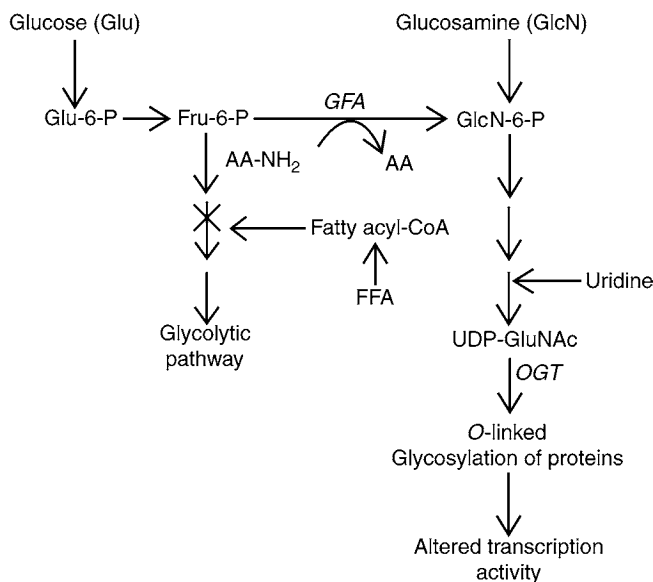 Glucose (Glu)
Glucosamine (GlcN)
GFA
Glu-6-P
Fru-6-P
GlcN-6-P
AA-NH₂
AA
Fatty acyl-CoA
FFA
Uridine
Glycolytic
pathway
UDP-GluNAc
OGT
O-linked
Glycosylation of proteins
Altered transcription
activity